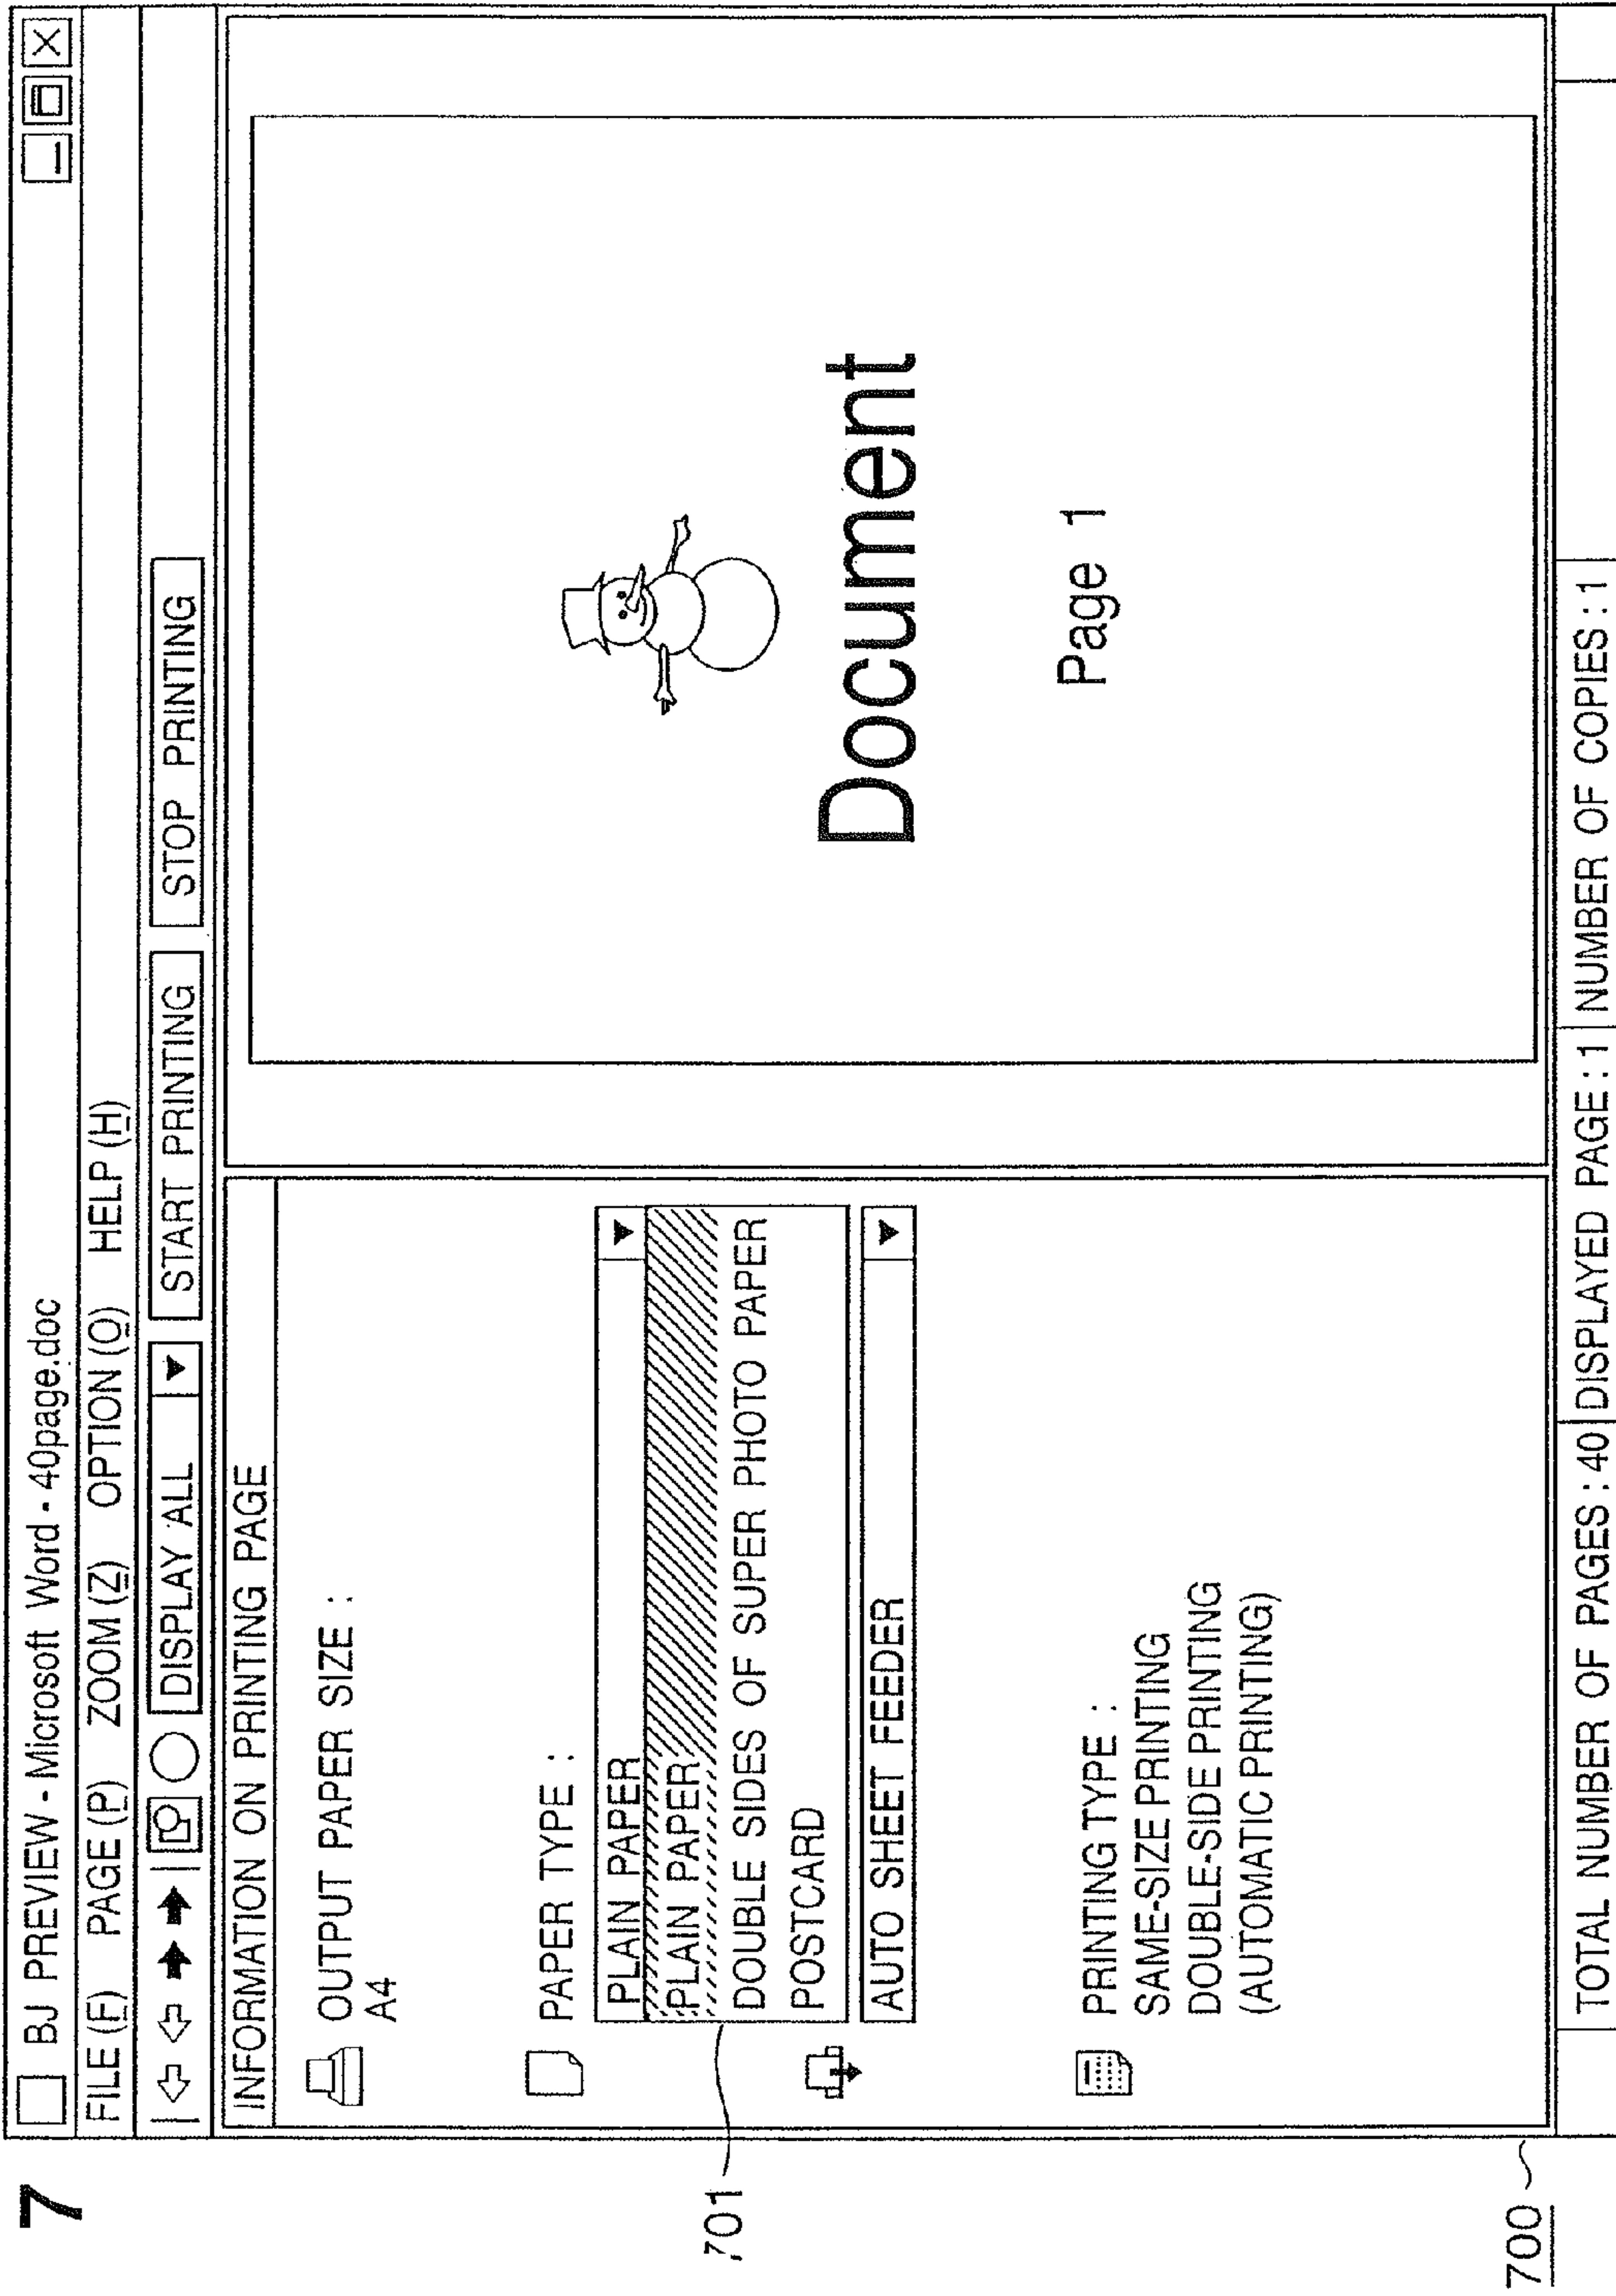 7
BJ PREVIEW - Microsoft Word - 40page.doc
FILE (F) PAGE (P) ZOOM (Z) OPTION (O) HELP (H)
DISPLAY ALL START PRINTING STOP PRINTING
INFORMATION ON PRINTING PAGE
OUTPUT PAPER SIZE :
A4
PAPER TYPE :
PLAIN PAPER
PLAIN PAPER
701
DOUBLE SIDES OF SUPER PHOTO PAPER
POSTCARD
AUTO SHEET FEEDER
PRINTING TYPE :
SAME-SIZE PRINTING
DOUBLE-SIDE PRINTING
(AUTOMATIC PRINTING)
Document
Page 1
700
TOTAL NUMBER OF PAGES : 40 DISPLAYED PAGE : 1 NUMBER OF COPIES : 1